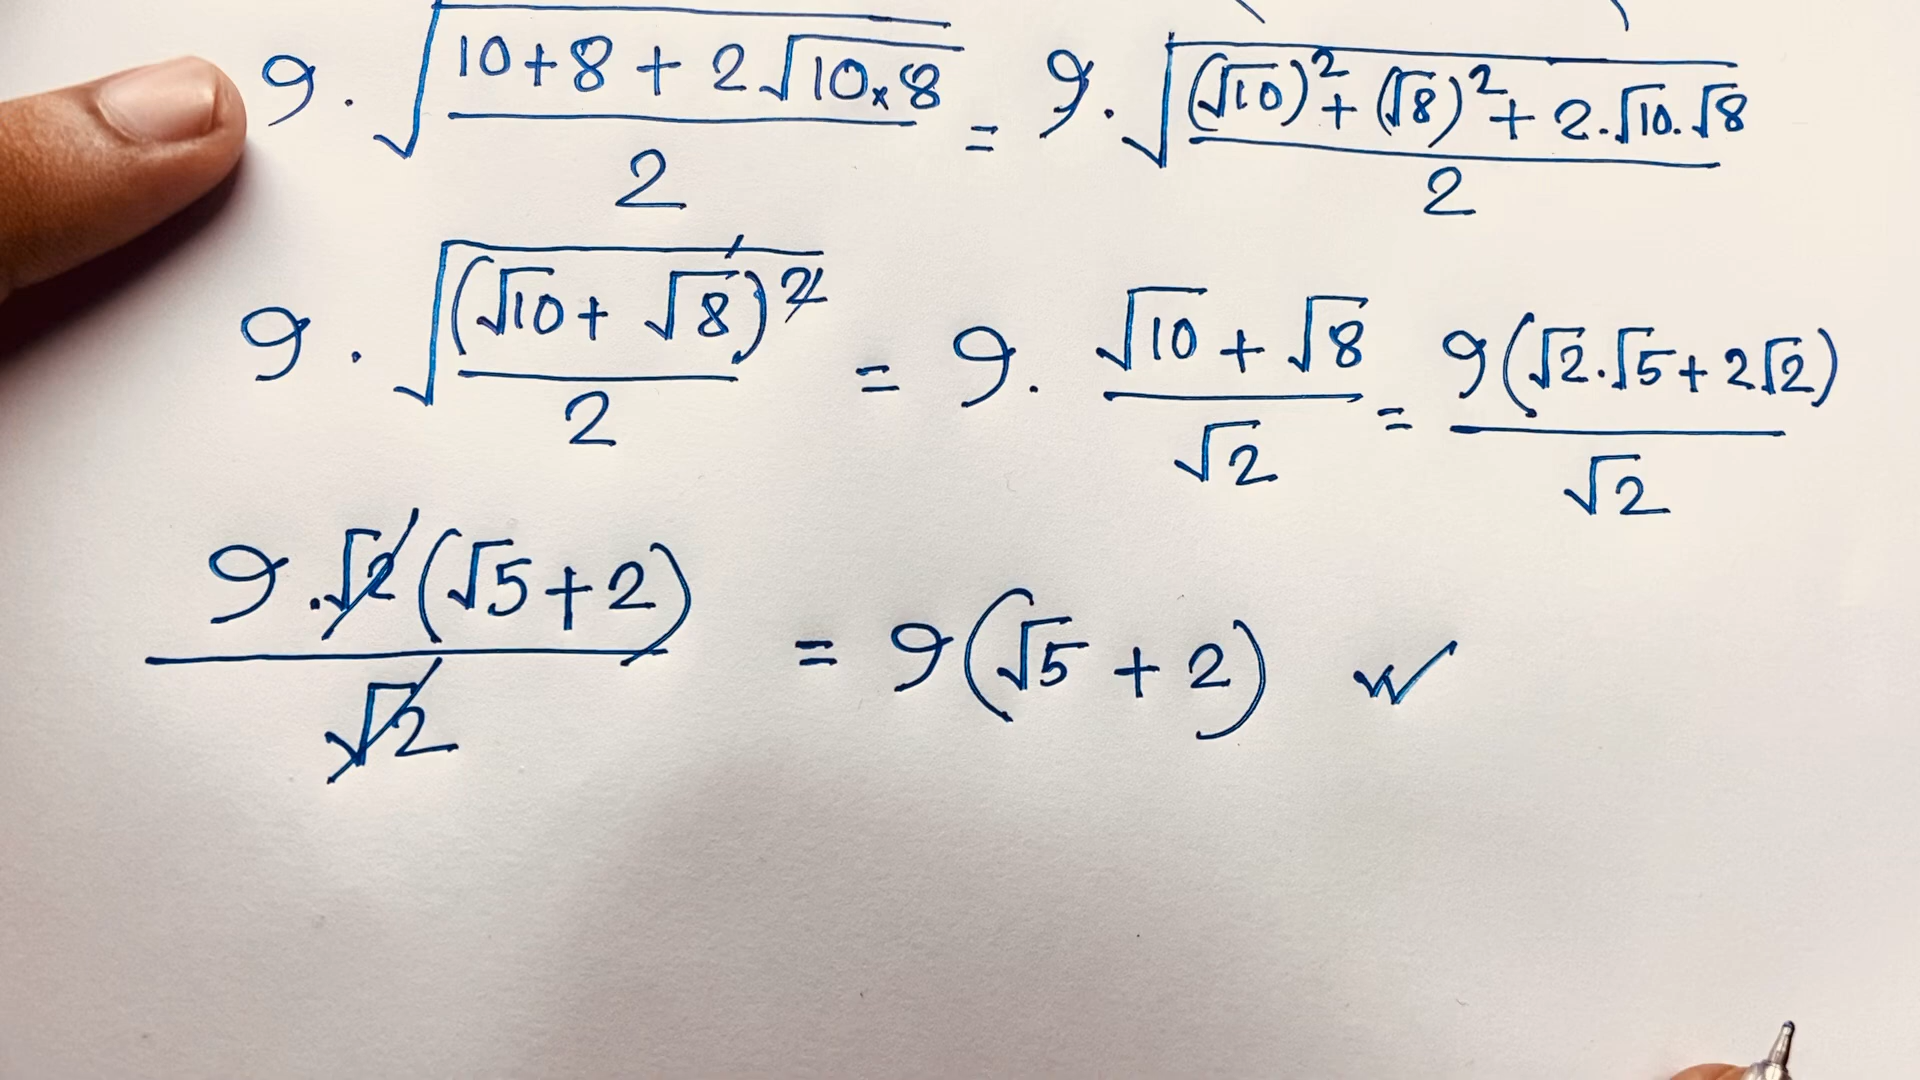 9 . √((10+8 + 2√(10×8))/2) = 9 . √(((√10)² + (√8)² + 2.√10.√8)/2)
9 . √((√10 + √8)²/2) = 9 . (√10 + √8)/√2 = 9(√2.√5 + 2√2)/√2
9 .√2(√5+2)/√2 = 9(√5 + 2)